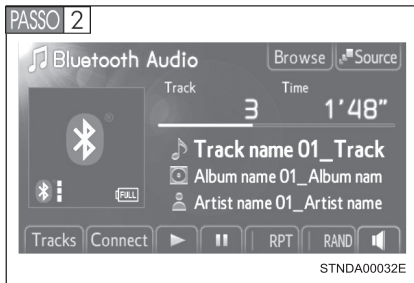 PASSO 2
Bluetooth Audio Browse Source
Track Time
3 1'48"
Track name 01_Track
Album name 01_Album nam
Artist name 01_Artist name
FULL
Tracks Connect RPT RAND
STNDA00032E